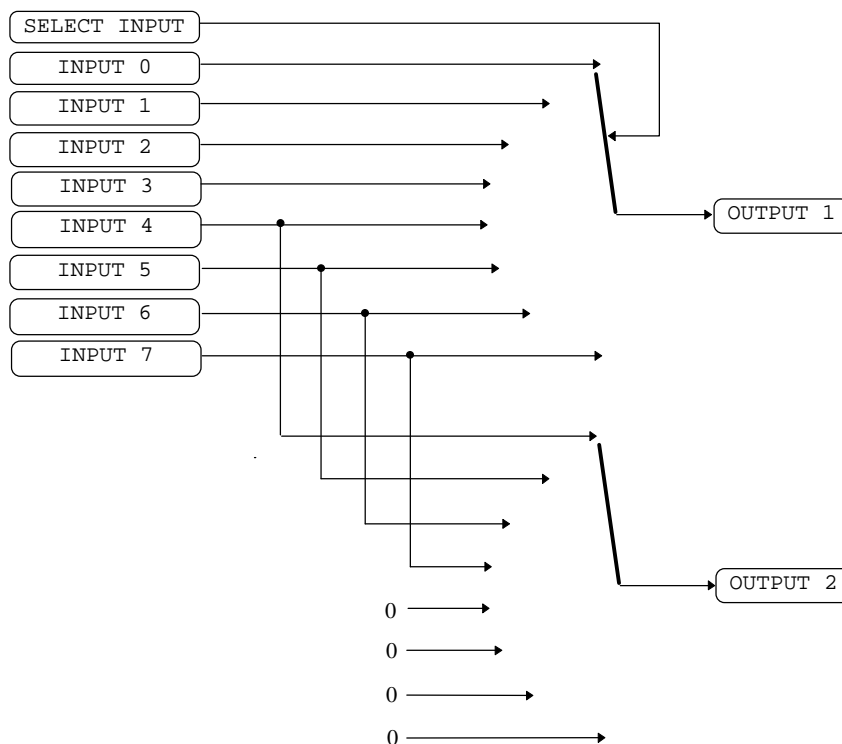 SELECT INPUT
INPUT 0
INPUT 1
INPUT 2
INPUT 3
INPUT 4
INPUT 5
INPUT 6
INPUT 7
OUTPUT 1
OUTPUT 2
0
0
0
0